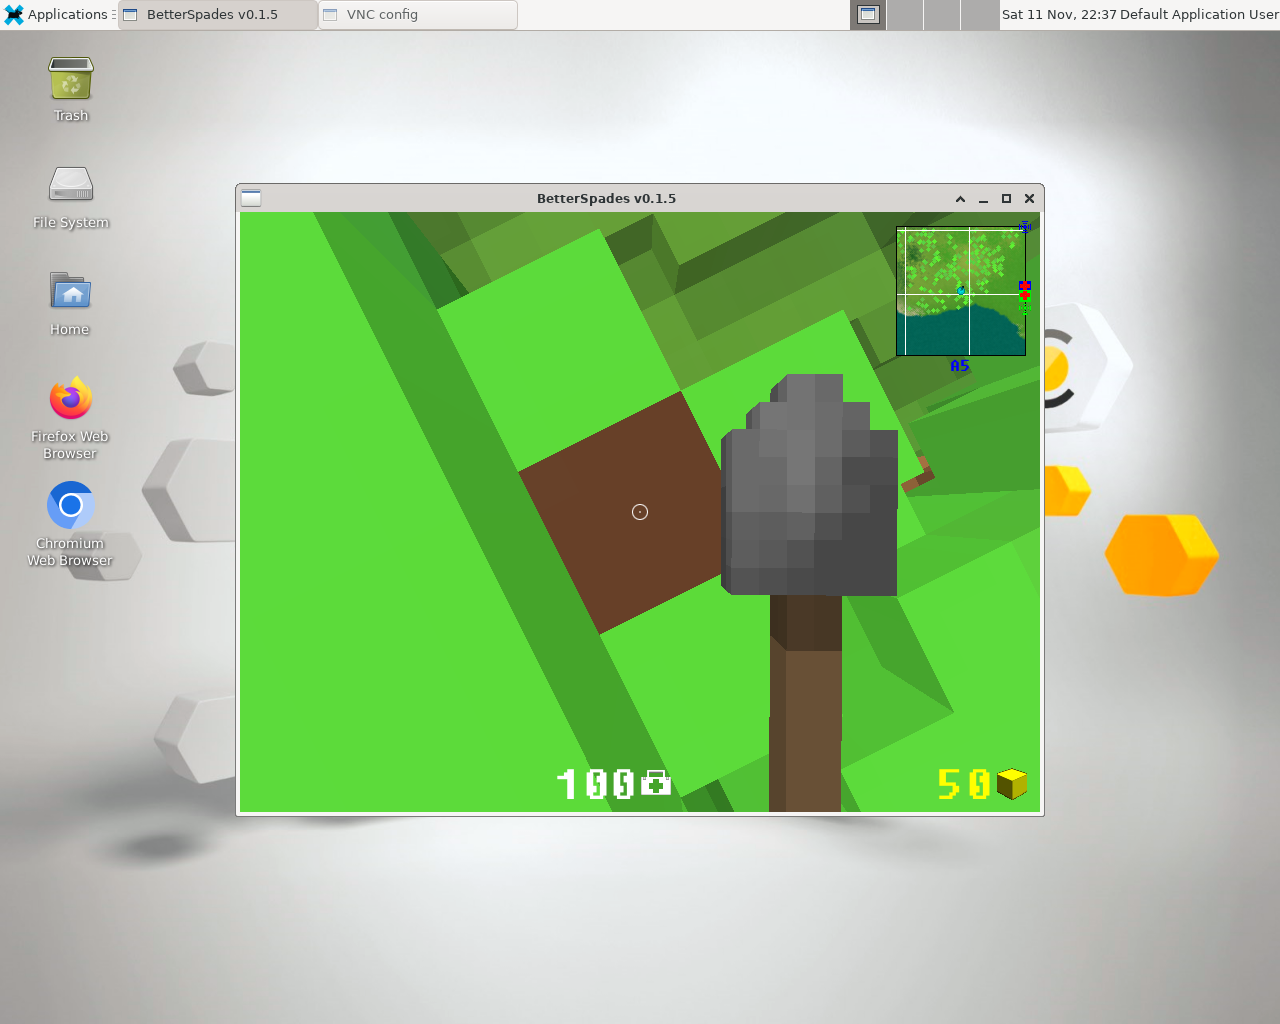 Applications
BetterSpades v0.1.5
VNC config
Sat 11 Nov, 22:37
Default Application User
Trash
File System
Home
Firefox Web
Browser
Chromium
Web Browser
BetterSpades v0.1.5
A5
100
50